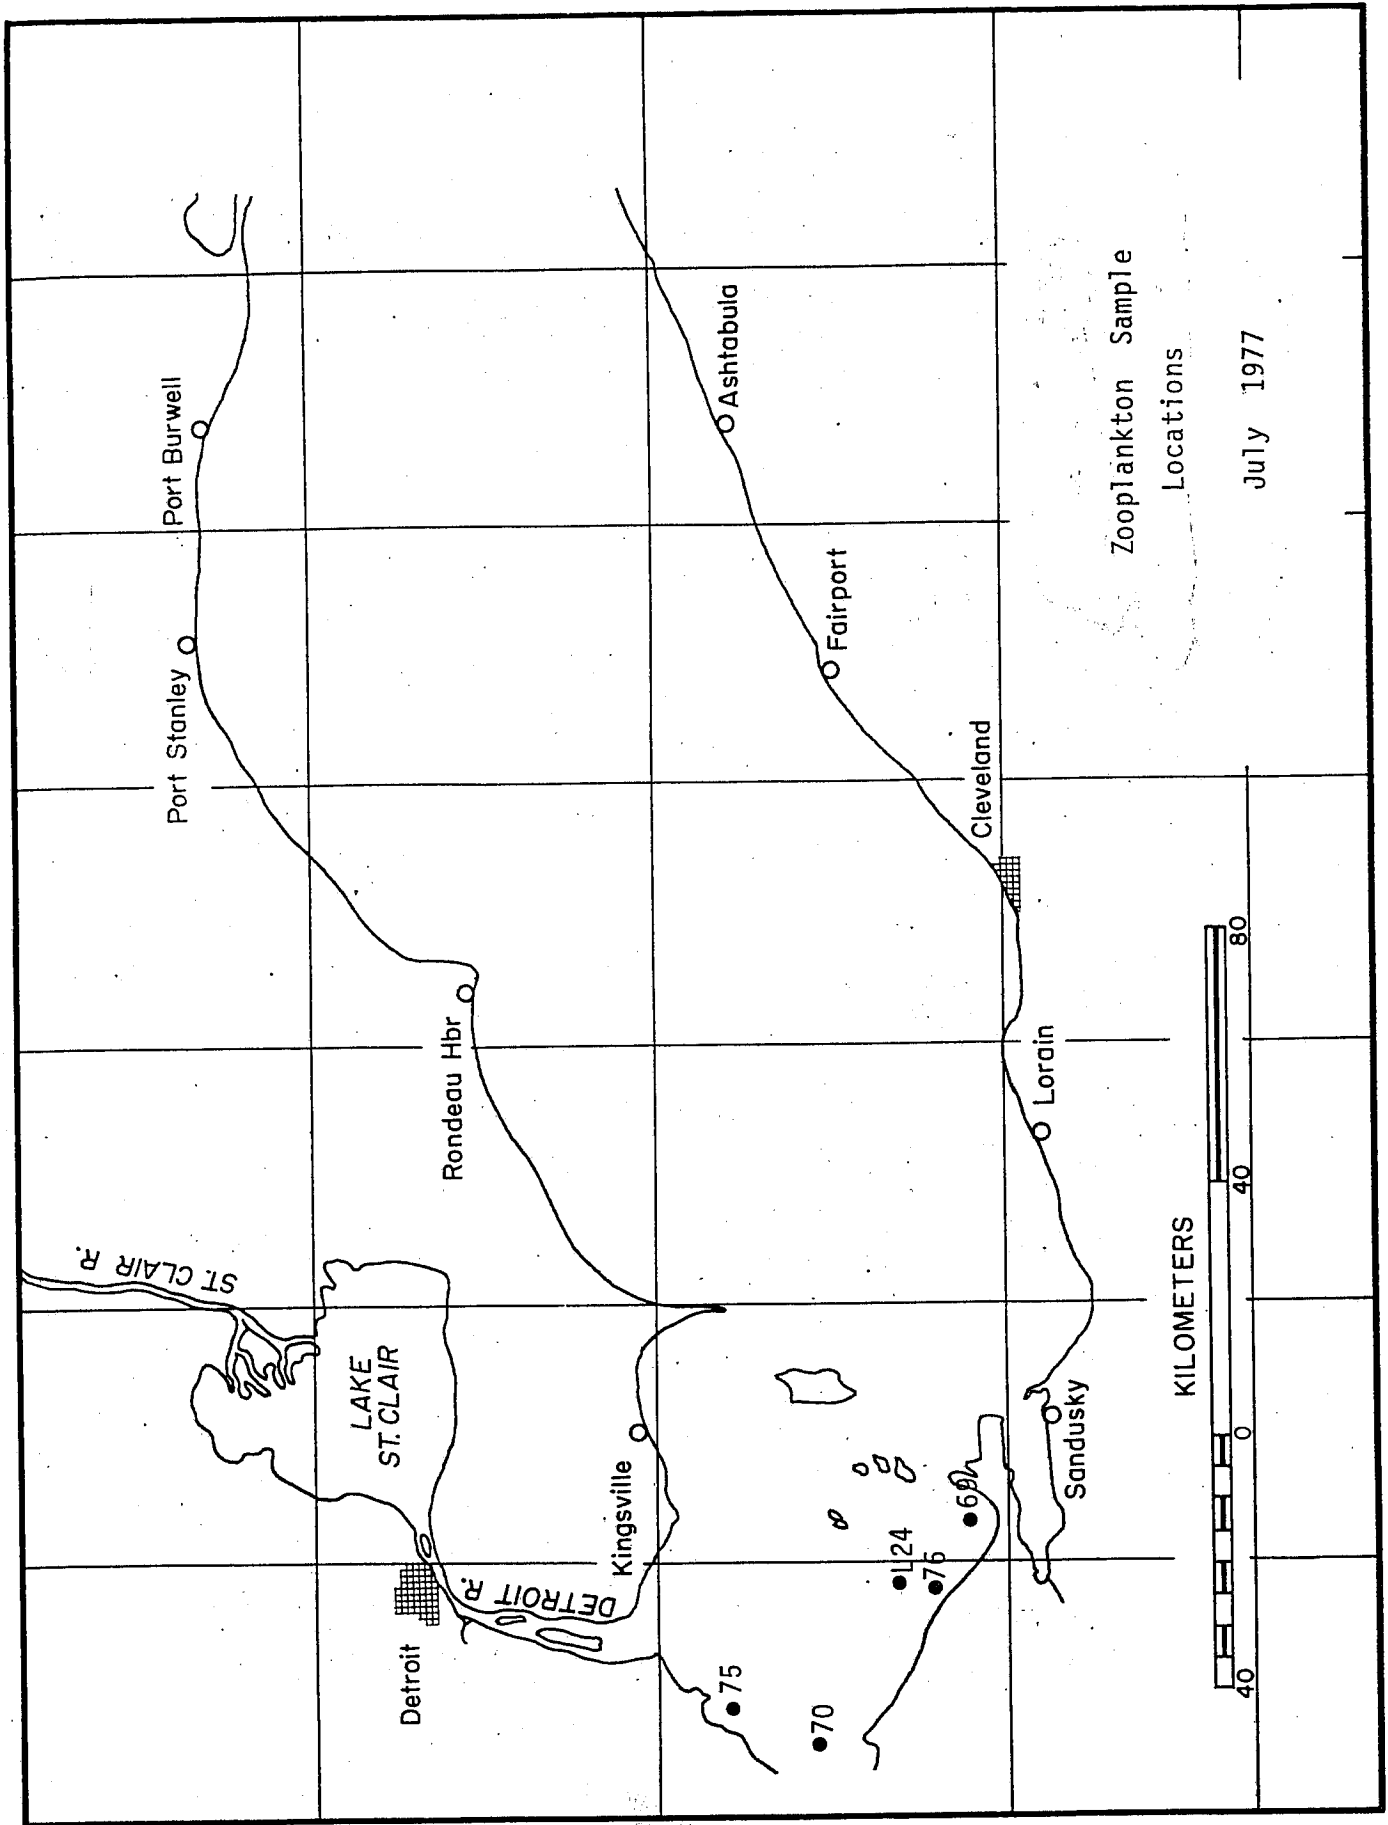 ST. CLAIR R.
LAKE
ST. CLAIR
Detroit
DETROIT R.
Kingsville
Rondeau Hbr
Port Stanley
Port Burwell
Ashtabula
Fairport
Cleveland
Lorain
Sandusky
75
70
L24
76
69
Zooplankton Sample
Locations
July 1977
KILOMETERS
40 0 40 80